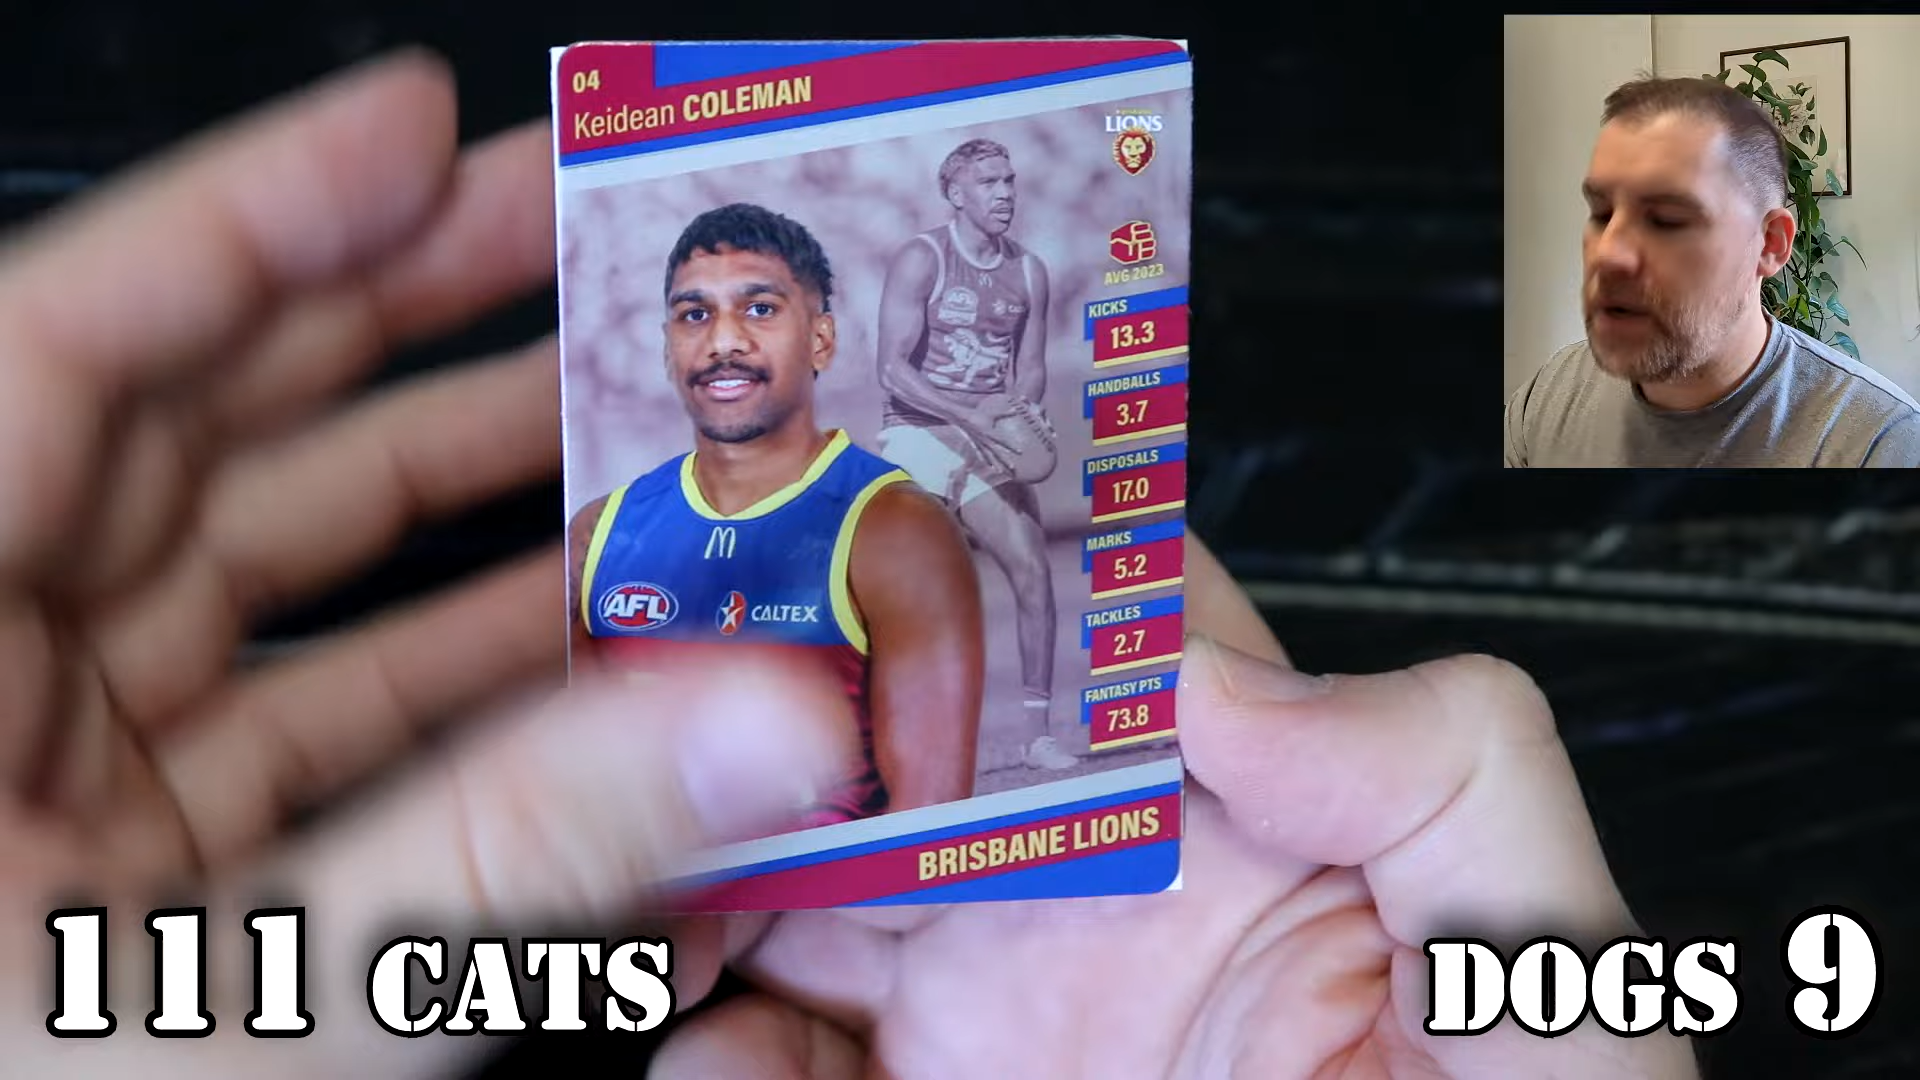 04
Keidean COLEMAN
LIONS
AVG 2023
KICKS
13.3
HANDBALLS
3.7
DISPOSALS
17.0
MARKS
5.2
TACKLES
2.7
FANTASY PTS
73.8
AFL
CALTEX
BRISBANE LIONS
111 CATS
DOGS 9